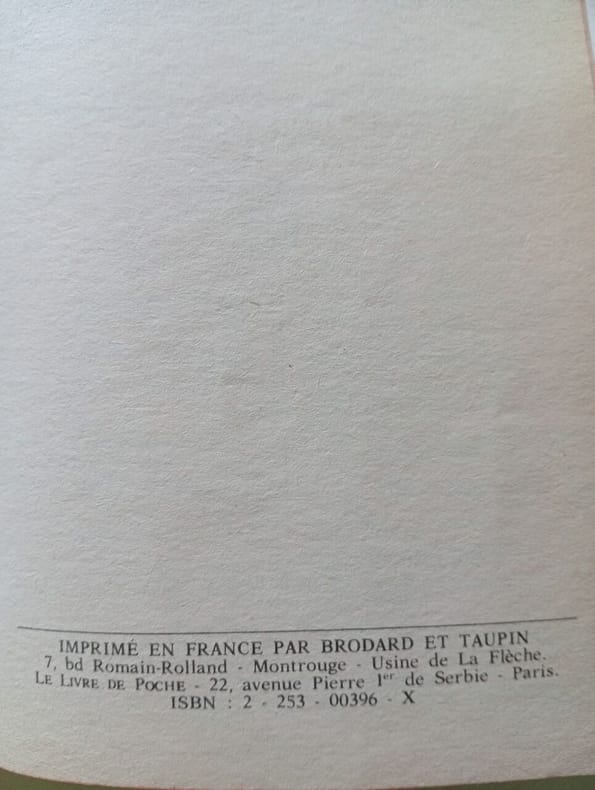 IMPRIMÉ EN FRANCE PAR BRODARD ET TAUPIN
7, bd Romain-Rolland - Montrouge - Usine de La Flèche.
LE LIVRE DE POCHE - 22, avenue Pierre 1er de Serbie - Paris.
ISBN : 2 - 253 - 00396 - X